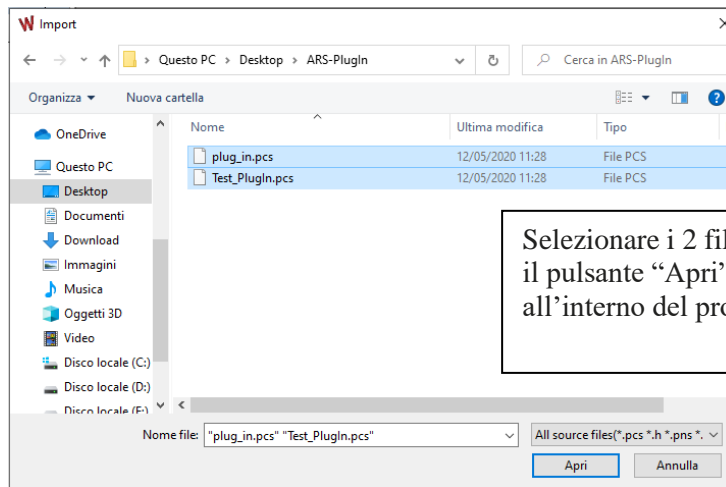 Import
Questo PC > Desktop > ARS-PlugIn
Cerca in ARS-PlugIn
Organizza
Nuova cartella
Nome
Ultima modifica
Tipo
OneDrive
Questo PC
Desktop
Documenti
Download
Immagini
Musica
Oggetti 3D
Video
Disco locale (C:)
Disco locale (D:)
Disco locale (E:)
plug_in.pcs 12/05/2020 11:28 File PCS
Test_PlugIn.pcs 12/05/2020 11:28 File PCS
Selezionare i 2 fil
il pulsante “Apri”
all’interno del pro
Nome file: "plug_in.pcs" "Test_PlugIn.pcs"
All source files(*.pcs *.h *.pns *.
Apri
Annulla